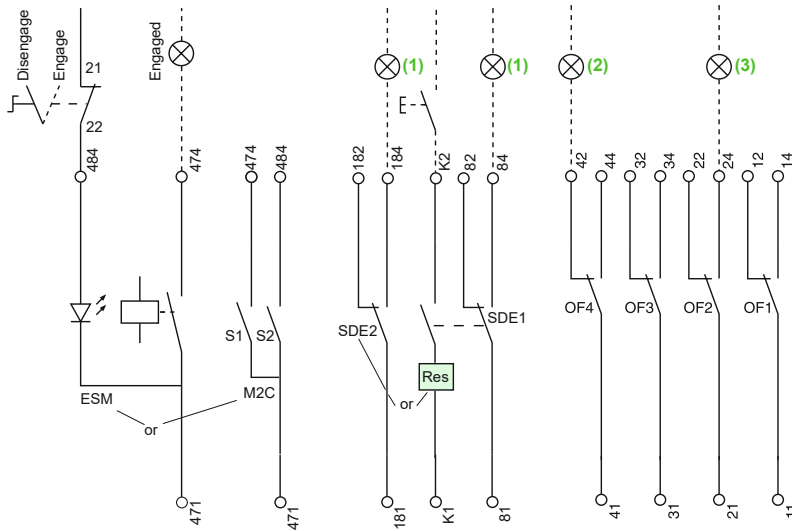 Disengage
Engage
21
22
484
Engaged
474
474
484
(1)
(1)
(2)
(3)
182
184
K2
82
84
42
44
32
34
22
24
12
14
S1
S2
SDE2
SDE1
OF4
OF3
OF2
OF1
Res
ESM
or
M2C
or
471
471
181
K1
81
41
31
21
11